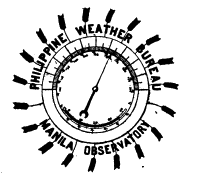 PHILIPPINE WEATHER BUREAU
MANILA OBSERVATORY